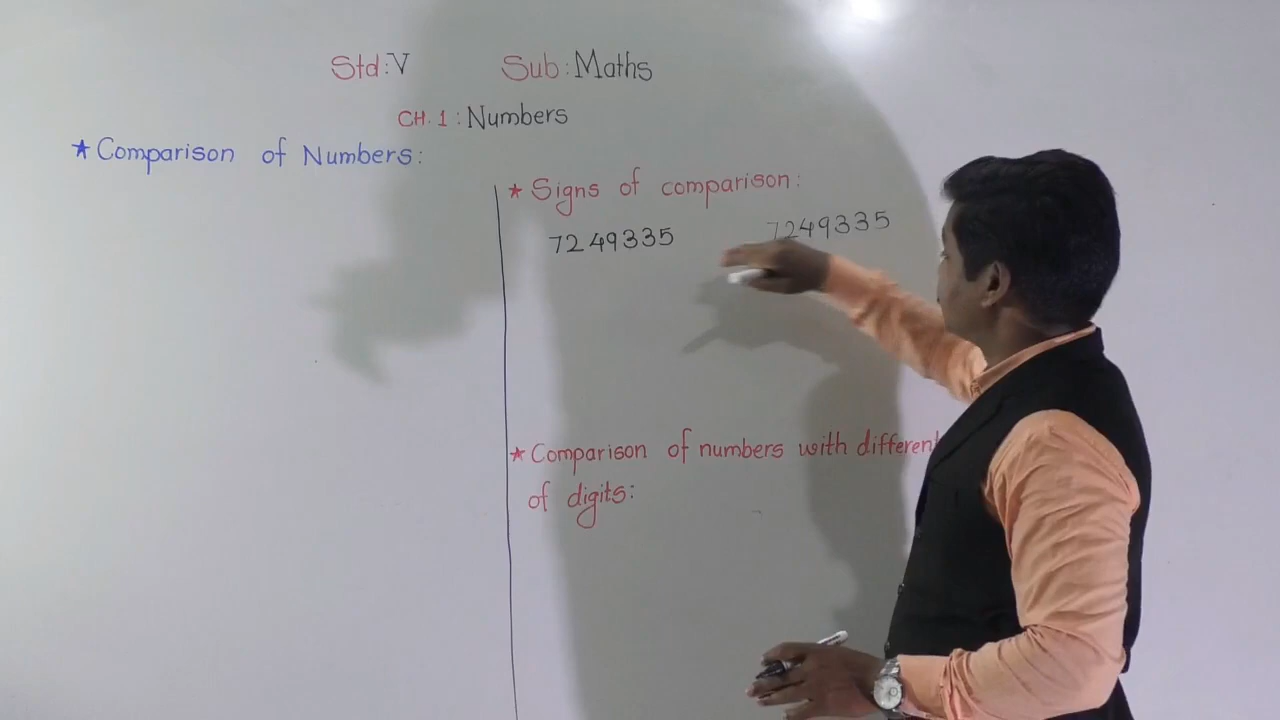 Std: V Sub: Maths
CH. 1: Numbers
★ Comparison of Numbers:
★ Signs of comparison:
7249335 7249335
★ Comparison of numbers with different
of digits: